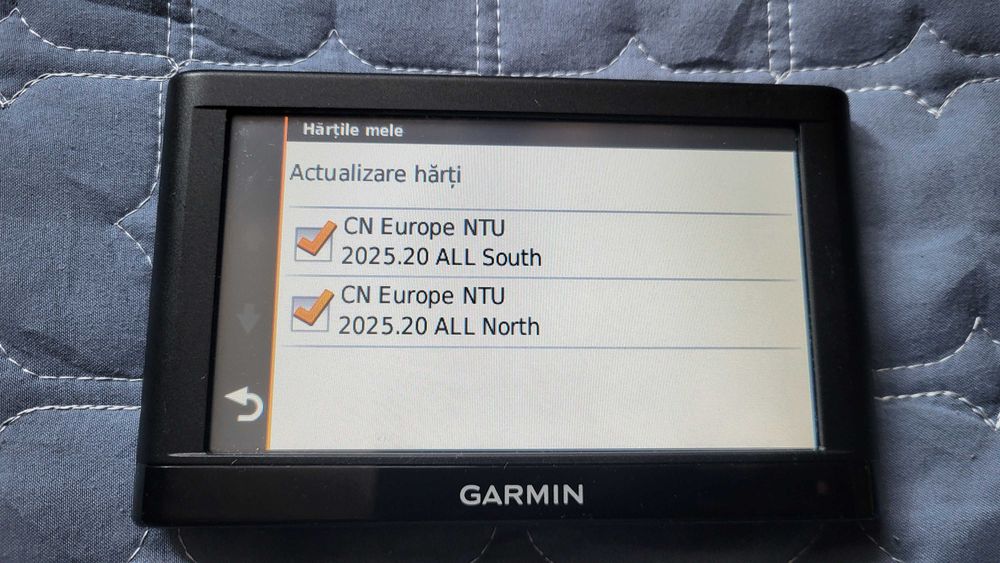 Hărțile mele
Actualizare hărți
CN Europe NTU
2025.20 ALL South
CN Europe NTU
2025.20 ALL North
GARMIN